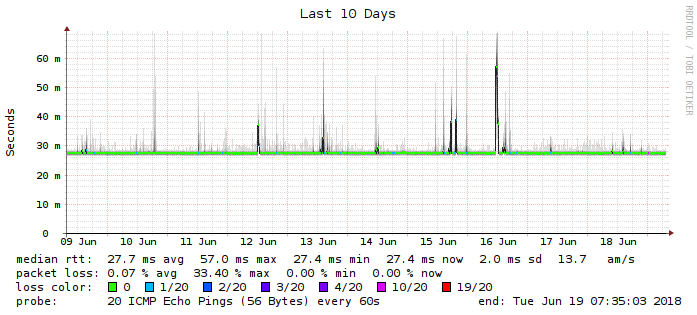 Last 10 Days
RRDTOOL / TOBI OETIKER
Seconds
60 m
50 m
40 m
30 m
20 m
10 m
0
09 Jun 10 Jun 11 Jun 12 Jun 13 Jun 14 Jun 15 Jun 16 Jun 17 Jun 18 Jun
median rtt: 27.7 ms avg 57.0 ms max 27.4 ms min 27.4 ms now 2.0 ms sd 13.7 am/s
packet loss: 0.07 % avg 33.40 % max 0.00 % min 0.00 % now
loss color: 0 1/20 2/20 3/20 4/20 10/20 19/20
probe: 20 ICMP Echo Pings (56 Bytes) every 60s end: Tue Jun 19 07:35:03 2018